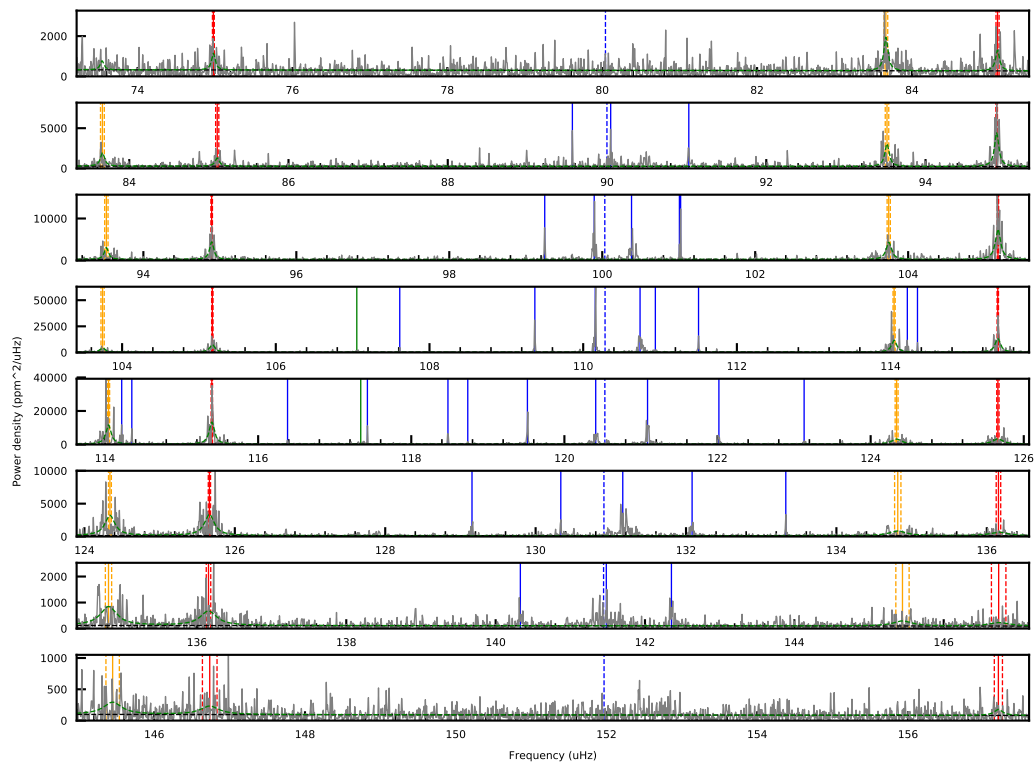 2000
0
74 76 78 80 82 84
5000
0
84 86 88 90 92 94
10000
0
94 96 98 100 102 104
50000
25000
0
104 106 108 110 112 114
40000
20000
0
114 116 118 120 122 124 126
10000
5000
0
124 126 128 130 132 134 136
2000
1000
0
136 138 140 142 144 146
1000
500
0
146 148 150 152 154 156
Power density (ppm^2/uHz)
Frequency (uHz)